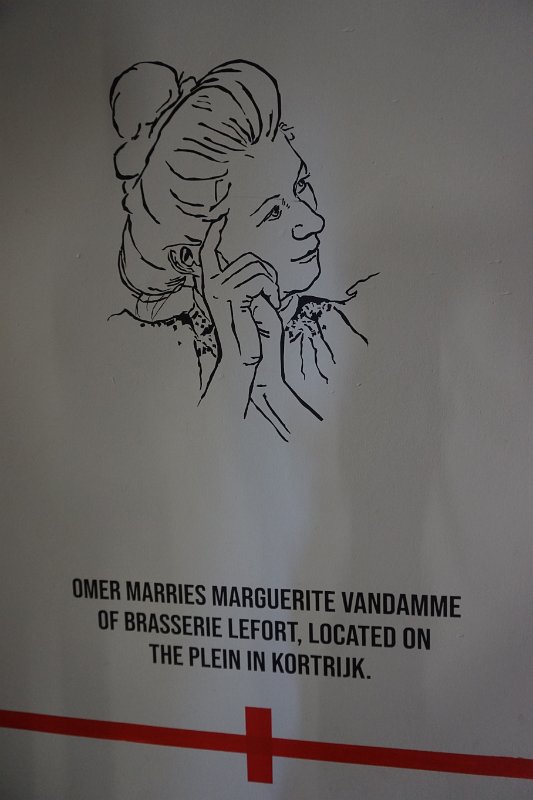 OMER MARRIES MARGUERITE VANDAMME
OF BRASSERIE LEFORT, LOCATED ON
THE PLEIN IN KORTRIJK.